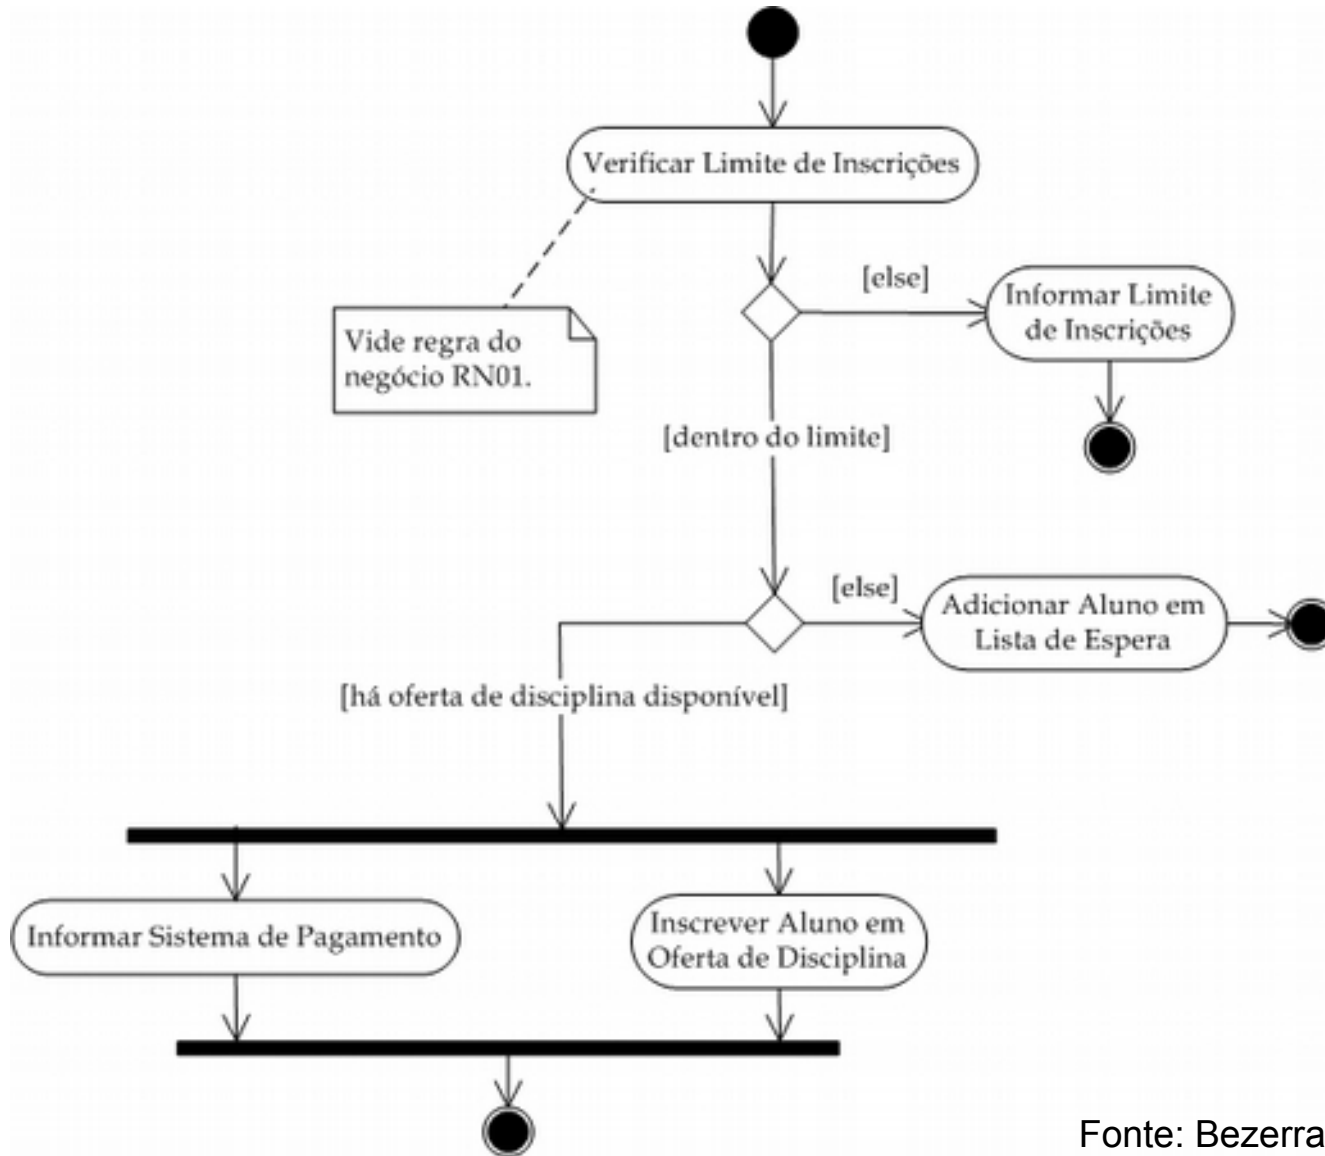 Verificar Limite de Inscrições
[else]
Informar Limite
de Inscrições
Vide regra do
negócio RN01.
[dentro do limite]
[else]
Adicionar Aluno em
Lista de Espera
[há oferta de disciplina disponível]
Informar Sistema de Pagamento
Inscrever Aluno em
Oferta de Disciplina
Fonte: Bezerra